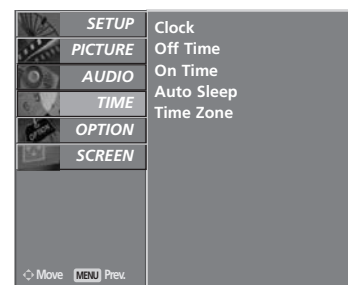 SETUP
PICTURE
AUDIO
TIME
OPTION
SCREEN
Clock
Off Time
On Time
Auto Sleep
Time Zone
Move MENU Prev.